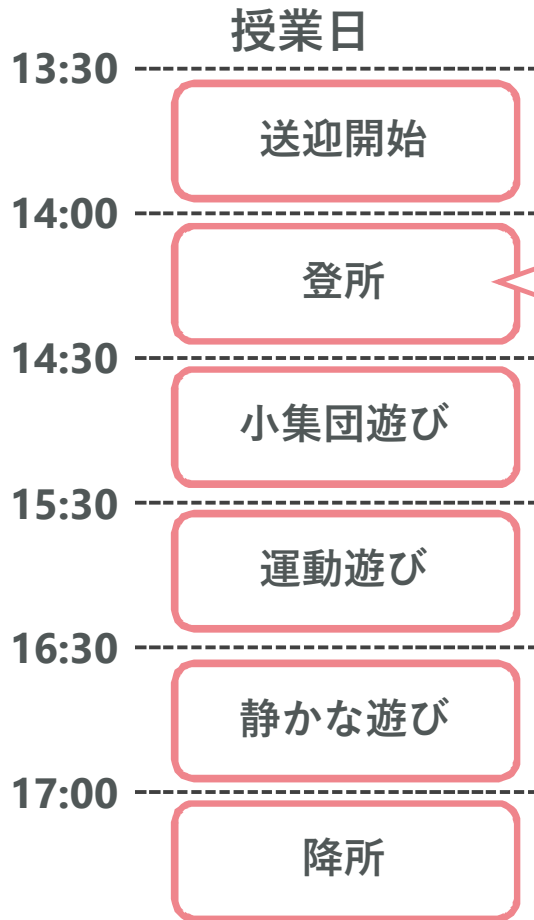 授業日
13:30
送迎開始
14:00
登所
14:30
小集団遊び
15:30
運動遊び
16:30
静かな遊び
17:00
降所